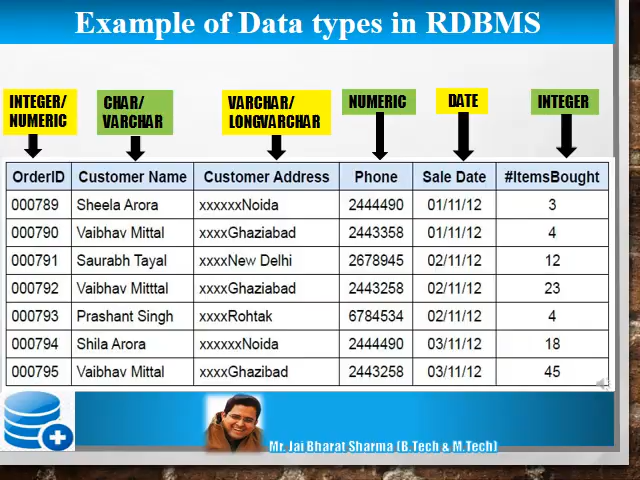 Example of Data types in RDBMS
INTEGER/ NUMERIC
CHAR/ VARCHAR
VARCHAR/ LONGVARCHAR
NUMERIC
DATE
INTEGER
OrderID Customer Name Customer Address Phone Sale Date #ItemsBought
000789 Sheela Arora xxxxxxNoida 2444490 01/11/12 3
000790 Vaibhav Mittal xxxxGhaziabad 2443358 01/11/12 4
000791 Saurabh Tayal xxxxNew Delhi 2678945 02/11/12 12
000792 Vaibhav Mitttal xxxxGhaziabad 2443258 02/11/12 23
000793 Prashant Singh xxxxRohtak 6784534 02/11/12 4
000794 Shila Arora xxxxxxNoida 2444490 03/11/12 18
000795 Vaibhav Mittal xxxxGhazibad 2443258 03/11/12 45
Mr. Jai Bharat Sharma (B.Tech & M.Tech)